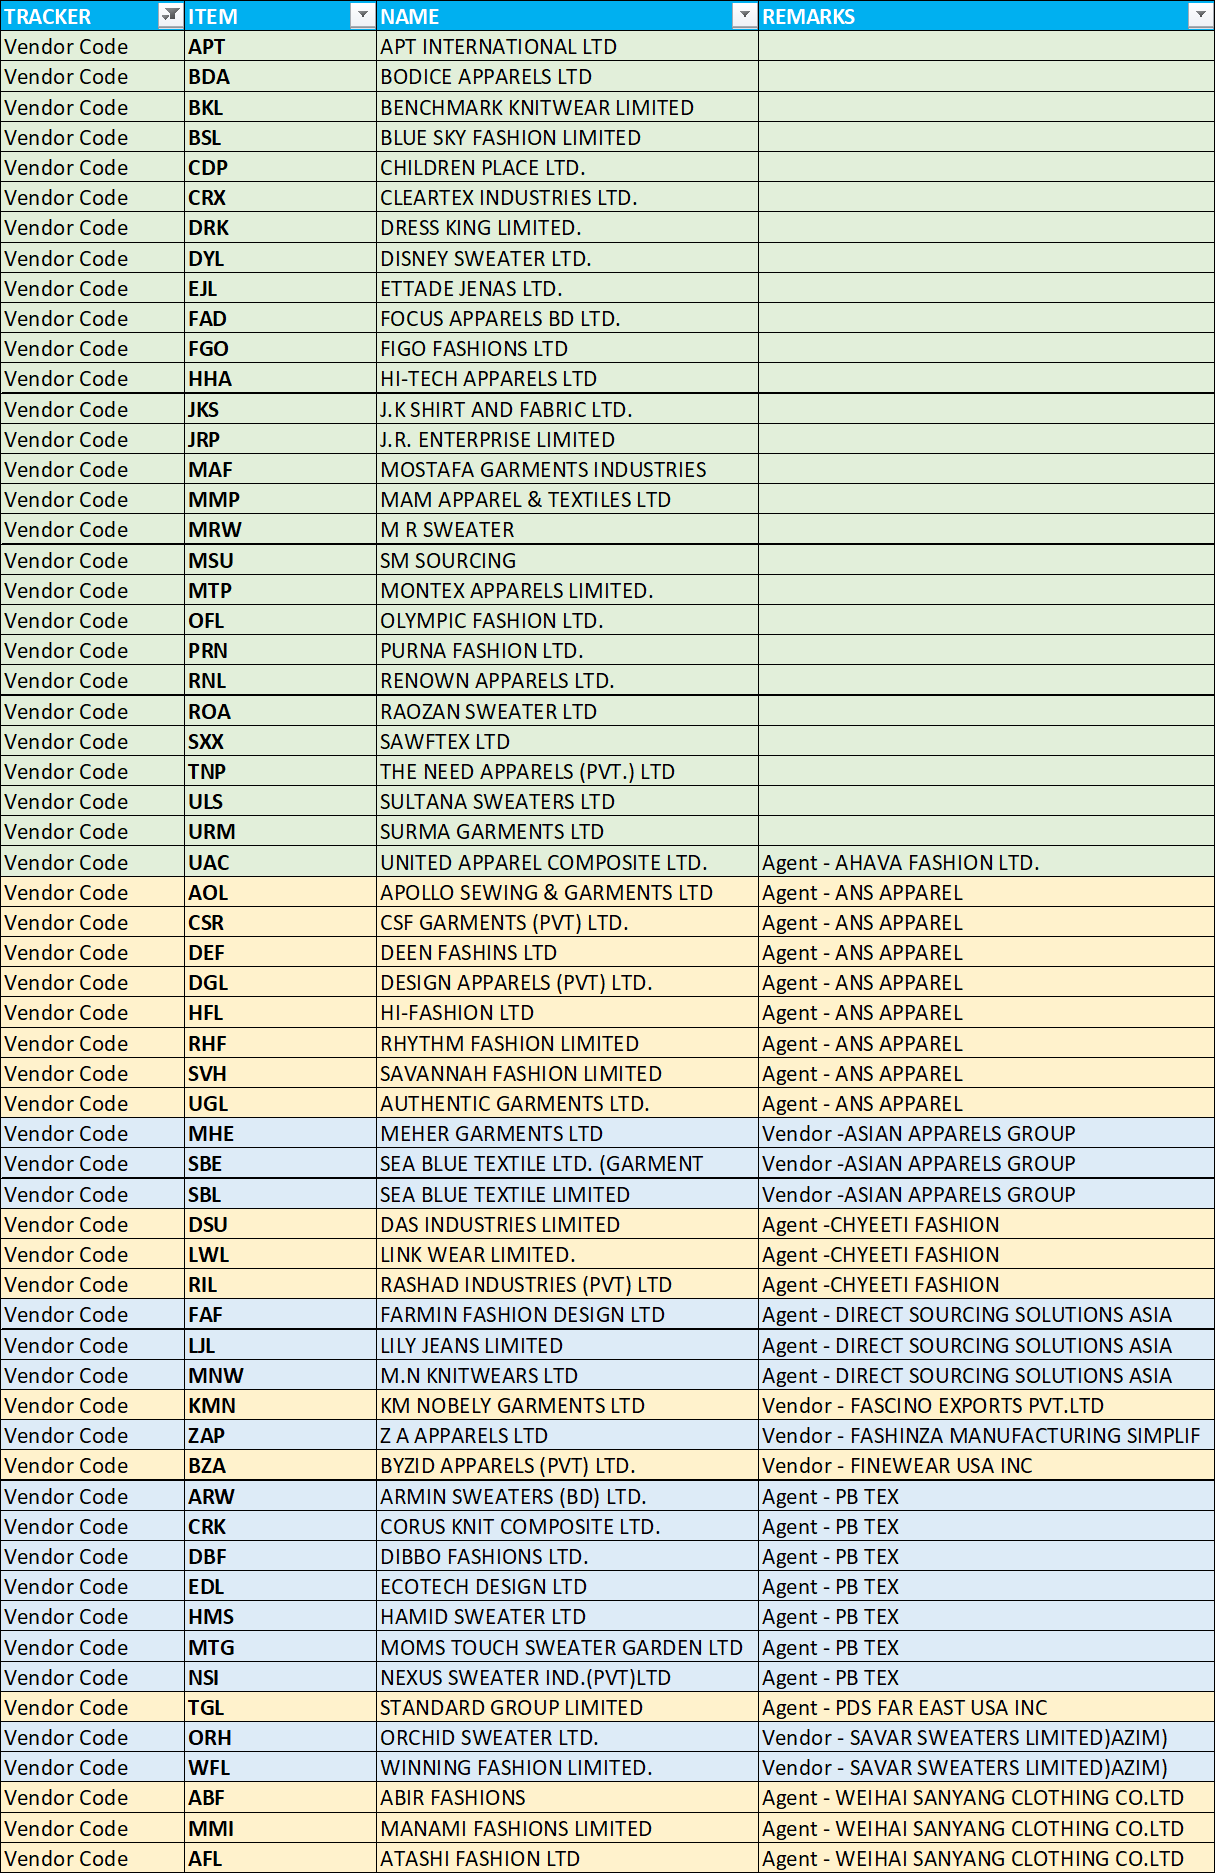 TRACKER ITEM NAME REMARKS
Vendor Code APT APT INTERNATIONAL LTD
Vendor Code BDA BODICE APPARELS LTD
Vendor Code BKL BENCHMARK KNITWEAR LIMITED
Vendor Code BSL BLUE SKY FASHION LIMITED
Vendor Code CDP CHILDREN PLACE LTD.
Vendor Code CRX CLEARTEX INDUSTRIES LTD.
Vendor Code DRK DRESS KING LIMITED.
Vendor Code DYL DISNEY SWEATER LTD.
Vendor Code EJL ETTADE JENAS LTD.
Vendor Code FAD FOCUS APPARELS BD LTD.
Vendor Code FGO FIGO FASHIONS LTD
Vendor Code HHA HI-TECH APPARELS LTD
Vendor Code JKS J.K SHIRT AND FABRIC LTD.
Vendor Code JRP J.R. ENTERPRISE LIMITED
Vendor Code MAF MOSTAFA GARMENTS INDUSTRIES
Vendor Code MMP MAM APPAREL & TEXTILES LTD
Vendor Code MRW M R SWEATER
Vendor Code MSU SM SOURCING
Vendor Code MTP MONTEX APPARELS LIMITED.
Vendor Code OFL OLYMPIC FASHION LTD.
Vendor Code PRN PURNA FASHION LTD.
Vendor Code RNL RENOWN APPARELS LTD.
Vendor Code ROA RAOZAN SWEATER LTD
Vendor Code SXX SAWFTEX LTD
Vendor Code TNP THE NEED APPARELS (PVT.) LTD
Vendor Code ULS SULTANA SWEATERS LTD
Vendor Code URM SURMA GARMENTS LTD
Vendor Code UAC UNITED APPAREL COMPOSITE LTD. Agent - AHAVA FASHION LTD.
Vendor Code AOL APOLLO SEWING & GARMENTS LTD Agent - ANS APPAREL
Vendor Code CSR CSF GARMENTS (PVT) LTD. Agent - ANS APPAREL
Vendor Code DEF DEEN FASHINS LTD Agent - ANS APPAREL
Vendor Code DGL DESIGN APPARELS (PVT) LTD. Agent - ANS APPAREL
Vendor Code HFL HI-FASHION LTD Agent - ANS APPAREL
Vendor Code RHF RHYTHM FASHION LIMITED Agent - ANS APPAREL
Vendor Code SVH SAVANNAH FASHION LIMITED Agent - ANS APPAREL
Vendor Code UGL AUTHENTIC GARMENTS LTD. Agent - ANS APPAREL
Vendor Code MHE MEHER GARMENTS LTD Vendor -ASIAN APPARELS GROUP
Vendor Code SBE SEA BLUE TEXTILE LTD. (GARMENT Vendor -ASIAN APPARELS GROUP
Vendor Code SBL SEA BLUE TEXTILE LIMITED Vendor -ASIAN APPARELS GROUP
Vendor Code DSU DAS INDUSTRIES LIMITED Agent -CHYEETI FASHION
Vendor Code LWL LINK WEAR LIMITED. Agent -CHYEETI FASHION
Vendor Code RIL RASHAD INDUSTRIES (PVT) LTD Agent -CHYEETI FASHION
Vendor Code FAF FARMIN FASHION DESIGN LTD Agent - DIRECT SOURCING SOLUTIONS ASIA
Vendor Code LJL LILY JEANS LIMITED Agent - DIRECT SOURCING SOLUTIONS ASIA
Vendor Code MNW M.N KNITWEARS LTD Agent - DIRECT SOURCING SOLUTIONS ASIA
Vendor Code KMN KM NOBELY GARMENTS LTD Vendor - FASCINO EXPORTS PVT.LTD
Vendor Code ZAP Z A APPARELS LTD Vendor - FASHINZA MANUFACTURING SIMPLIF
Vendor Code BZA BYZID APPARELS (PVT) LTD. Vendor - FINEWEAR USA INC
Vendor Code ARW ARMIN SWEATERS (BD) LTD. Agent - PB TEX
Vendor Code CRK CORUS KNIT COMPOSITE LTD. Agent - PB TEX
Vendor Code DBF DIBBO FASHIONS LTD. Agent - PB TEX
Vendor Code EDL ECOTECH DESIGN LTD Agent - PB TEX
Vendor Code HMS HAMID SWEATER LTD Agent - PB TEX
Vendor Code MTG MOMS TOUCH SWEATER GARDEN LTD Agent - PB TEX
Vendor Code NSI NEXUS SWEATER IND.(PVT)LTD Agent - PB TEX
Vendor Code TGL STANDARD GROUP LIMITED Agent - PDS FAR EAST USA INC
Vendor Code ORH ORCHID SWEATER LTD. Vendor - SAVAR SWEATERS LIMITED)AZIM)
Vendor Code WFL WINNING FASHION LIMITED. Vendor - SAVAR SWEATERS LIMITED)AZIM)
Vendor Code ABF ABIR FASHIONS Agent - WEIHAI SANYANG CLOTHING CO.LTD
Vendor Code MMI MANAMI FASHIONS LIMITED Agent - WEIHAI SANYANG CLOTHING CO.LTD
Vendor Code AFL ATASHI FASHION LTD Agent - WEIHAI SANYANG CLOTHING CO.LTD